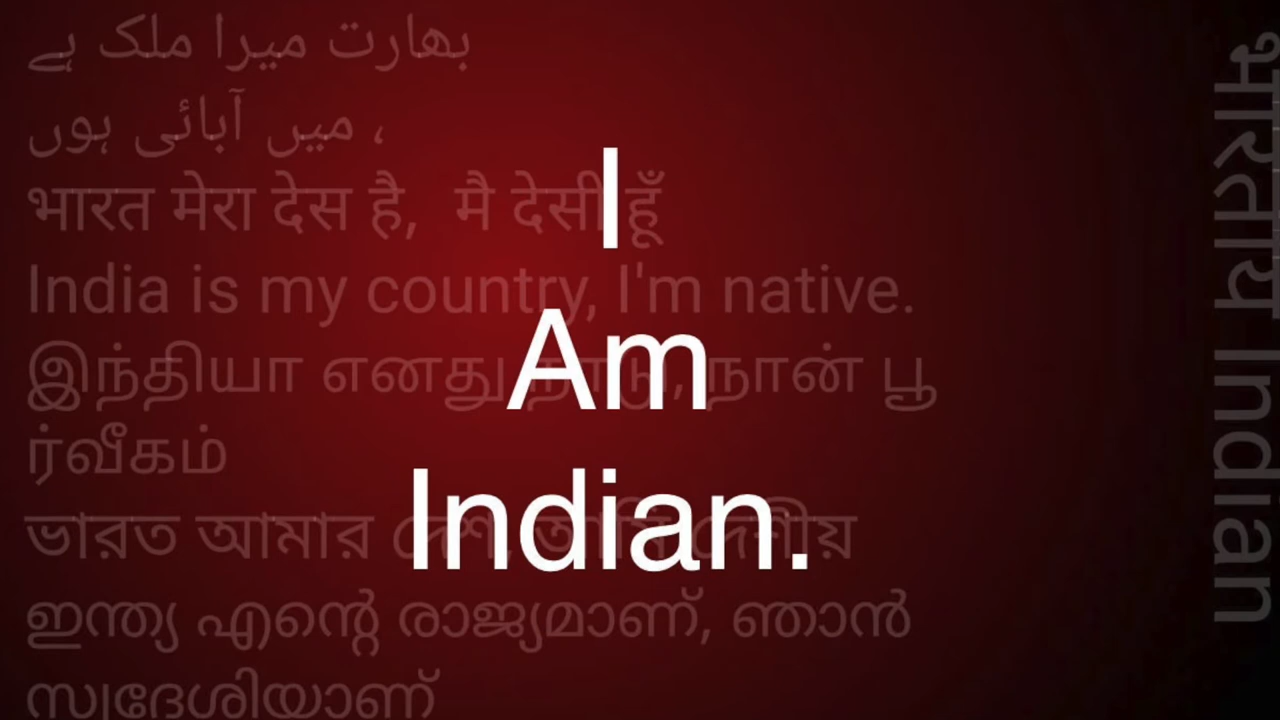 بھارت میرا ملک ہے
، میں آبائی ہوں
भारत मेरा देस है, मै देसी हूँ
India is my country, I'm native.
இந்தியா எனது நாடு, நான் பூ
ர்வீகம்
ভারত আমার দেশ, আমি দেশীয়
ഇന്ത്യ എന്റെ രാജ്യമാണ്, ഞാൻ
സ്വദേശിയാണ്
I
Am
Indian.
भारतीय Indian